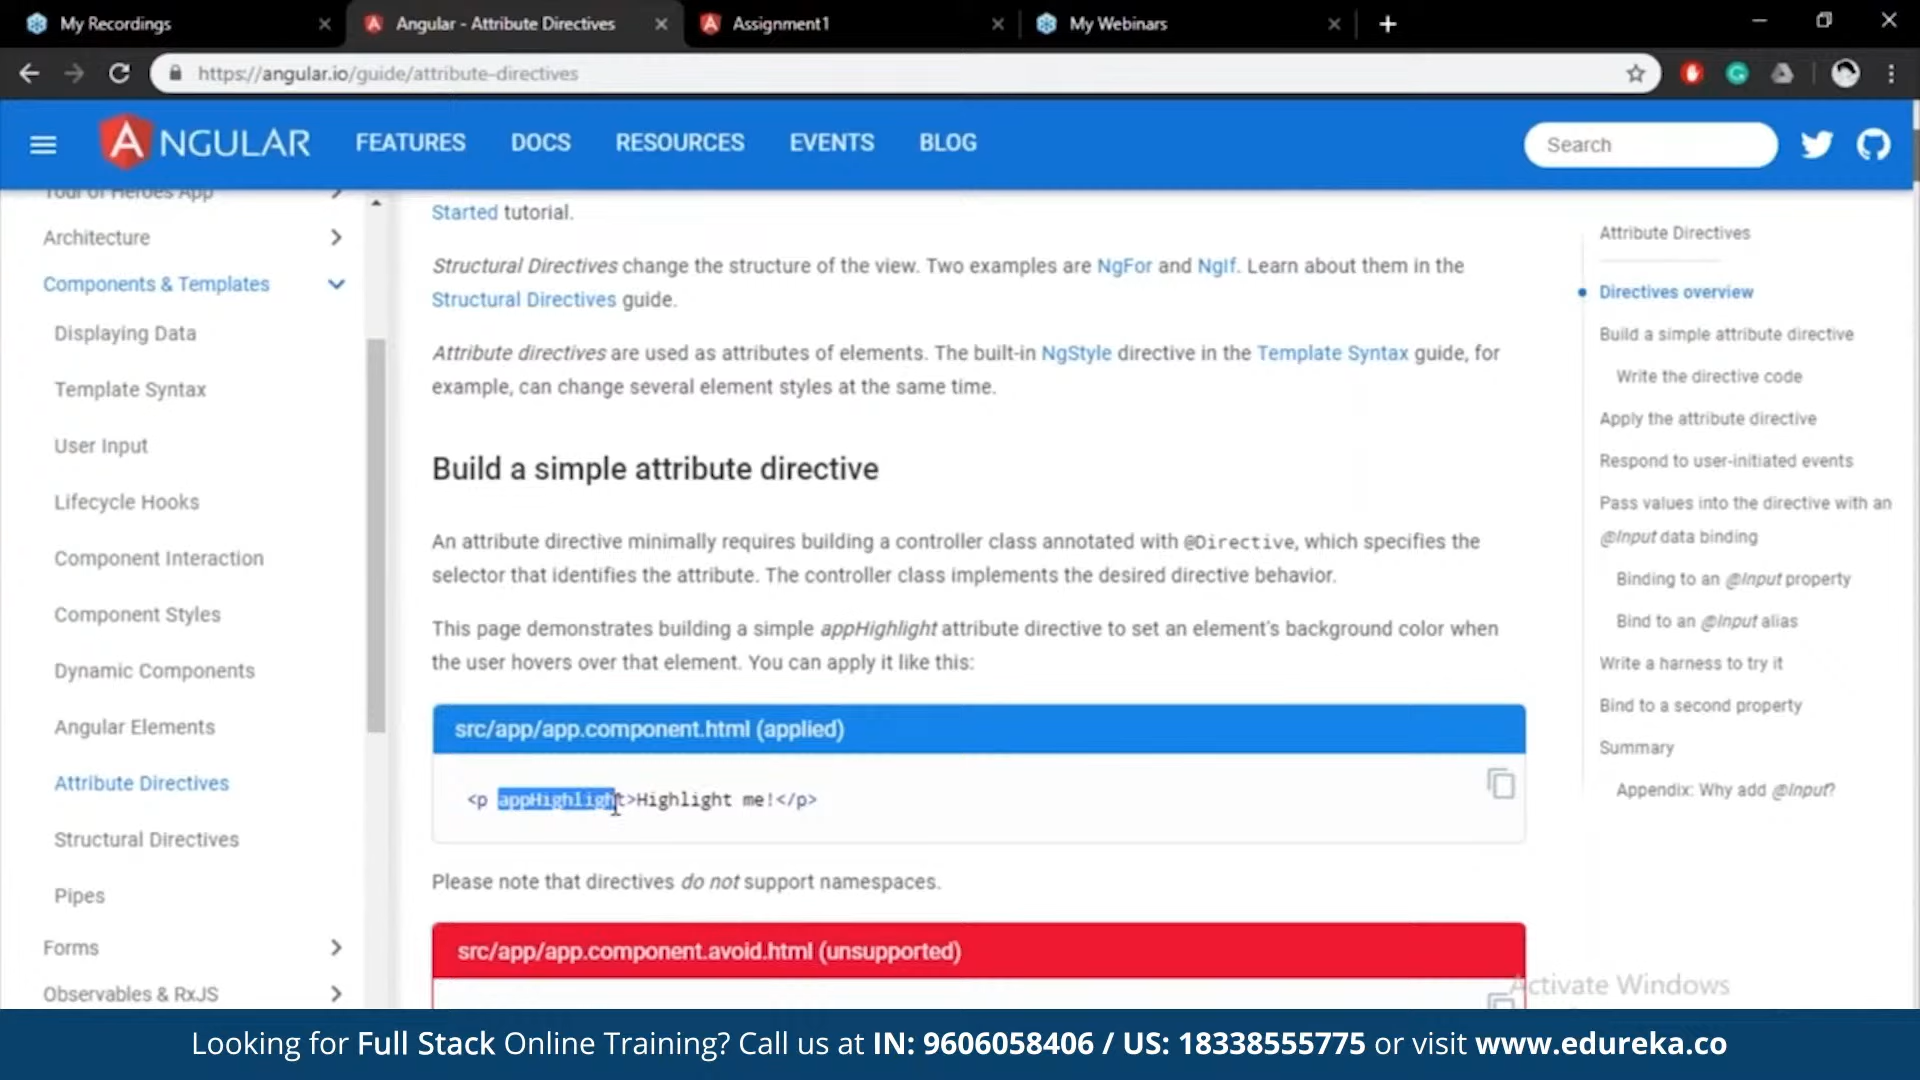 My Recordings
Angular - Attribute Directives
Assignment1
My Webinars
https://angular.io/guide/attribute-directives
ANGULAR
FEATURES
DOCS
RESOURCES
EVENTS
BLOG
Search
Tour of Heroes App
Architecture
Components & Templates
Displaying Data
Template Syntax
User Input
Lifecycle Hooks
Component Interaction
Component Styles
Dynamic Components
Angular Elements
Attribute Directives
Structural Directives
Pipes
Forms
Observables & RxJS
Started tutorial.
Structural Directives change the structure of the view. Two examples are NgFor and NgIf. Learn about them in the
Structural Directives guide.
Attribute directives are used as attributes of elements. The built-in NgStyle directive in the Template Syntax guide, for
example, can change several element styles at the same time.
Build a simple attribute directive
An attribute directive minimally requires building a controller class annotated with @Directive, which specifies the
selector that identifies the attribute. The controller class implements the desired directive behavior.
This page demonstrates building a simple appHighlight attribute directive to set an element's background color when
the user hovers over that element. You can apply it like this:
src/app/app.component.html (applied)
<p appHighlight>Highlight me!</p>
Please note that directives do not support namespaces.
src/app/app.component.avoid.html (unsupported)
Attribute Directives
Directives overview
Build a simple attribute directive
Write the directive code
Apply the attribute directive
Respond to user-initiated events
Pass values into the directive with an
@Input data binding
Binding to an @Input property
Bind to an @Input alias
Write a harness to try it
Bind to a second property
Summary
Appendix: Why add @Input?
Activate Windows
Looking for Full Stack Online Training? Call us at IN: 9606058406 / US: 18338555775 or visit www.edureka.co